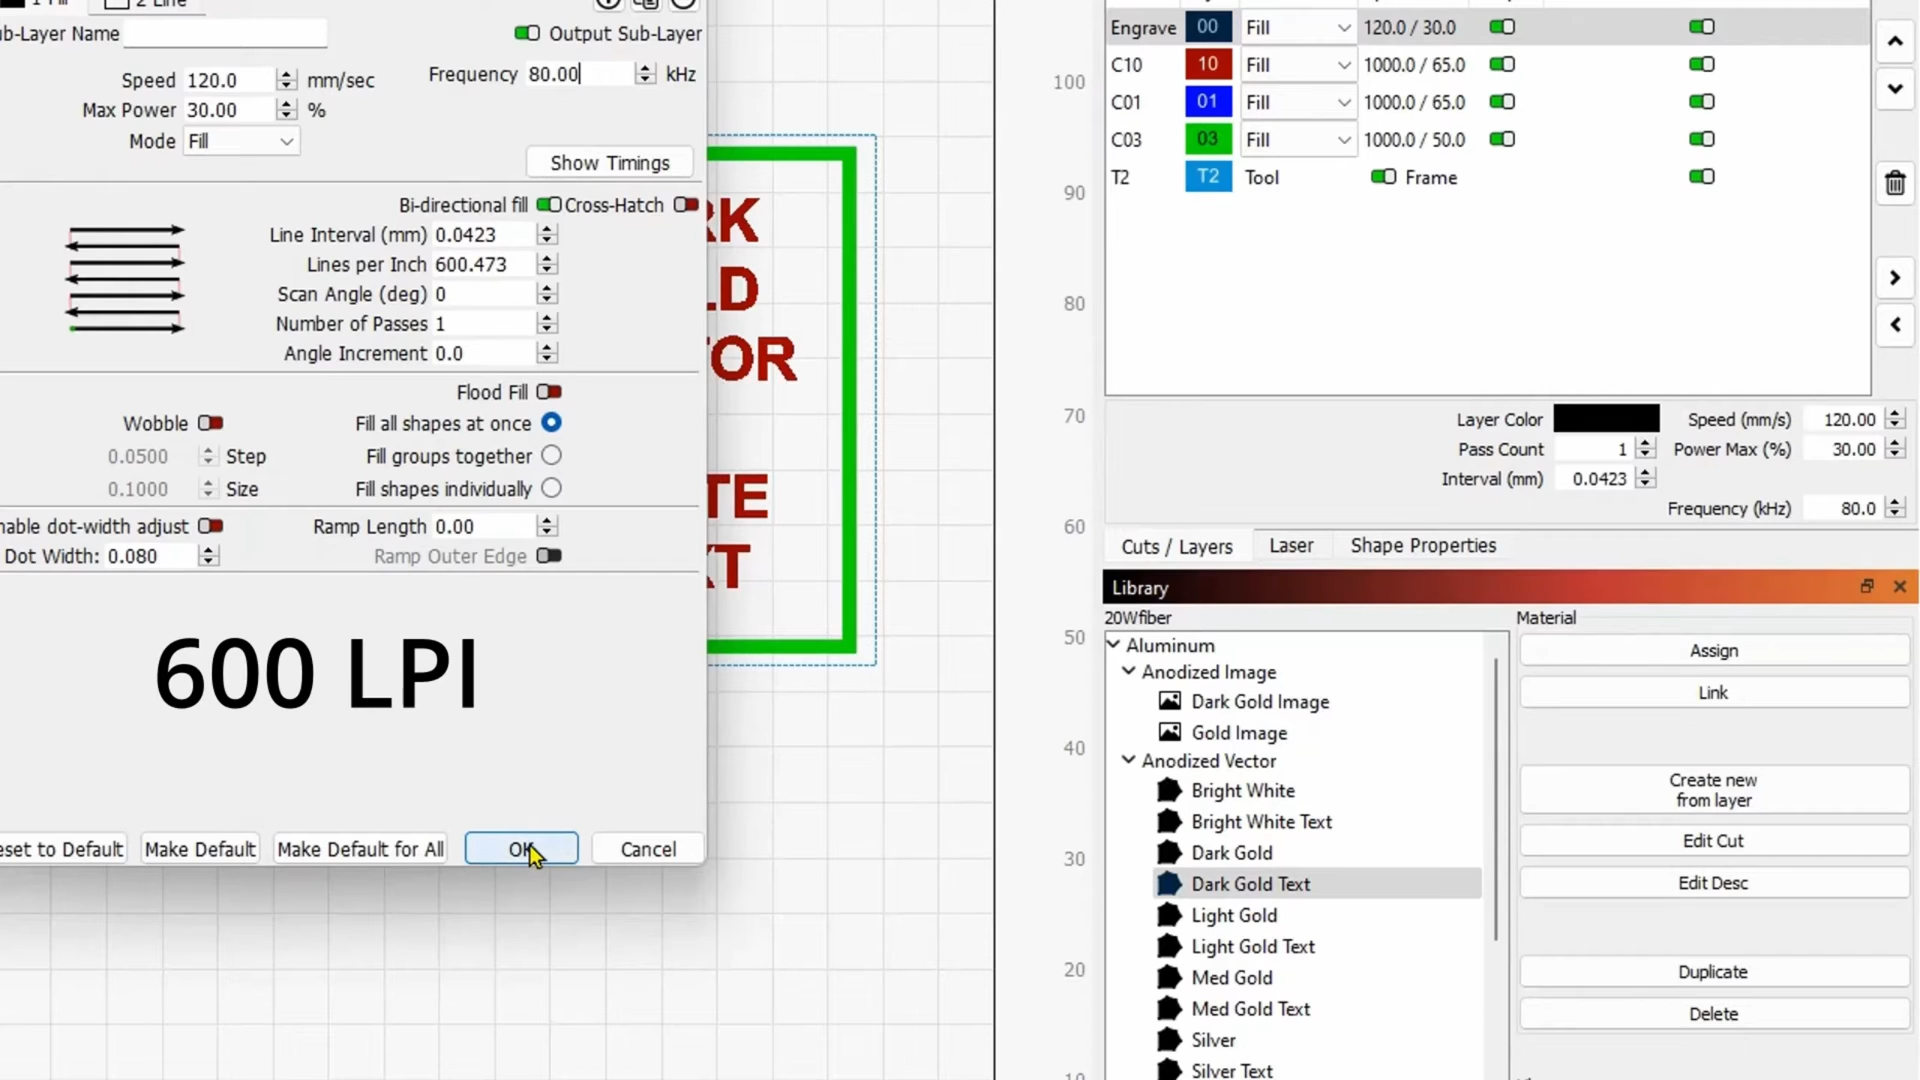 1 Fill 2 Line
Sub-Layer Name
Output Sub-Layer
Speed 120.0 mm/sec
Frequency 80.00 kHz
Max Power 30.00 %
Mode Fill
Show Timings
Bi-directional fill Cross-Hatch
Line Interval (mm) 0.0423
Lines per Inch 600.473
Scan Angle (deg) 0
Number of Passes 1
Angle Increment 0.0
Flood Fill
Wobble
Fill all shapes at once
0.0500 Step
Fill groups together
0.1000 Size
Fill shapes individually
nable dot-width adjust
Ramp Length 0.00
Dot Width: 0.080
Ramp Outer Edge
600 LPI
eset to Default
Make Default
Make Default for All
OK
Cancel
RK
LD
TOR
TE
XT
100
90
80
70
60
50
40
30
20
10
Engrave 00 Fill 120.0 / 30.0
C10 10 Fill 1000.0 / 65.0
C01 01 Fill 1000.0 / 65.0
C03 03 Fill 1000.0 / 50.0
T2 T2 Tool Frame
Layer Color
Speed (mm/s) 120.00
Pass Count 1
Power Max (%) 30.00
Interval (mm) 0.0423
Frequency (kHz) 80.0
Cuts / Layers
Laser
Shape Properties
Library
20Wfiber
Aluminum
Anodized Image
Dark Gold Image
Gold Image
Anodized Vector
Bright White
Bright White Text
Dark Gold
Dark Gold Text
Light Gold
Light Gold Text
Med Gold
Med Gold Text
Silver
Silver Text
Material
Assign
Link
Create new
from layer
Edit Cut
Edit Desc
Duplicate
Delete